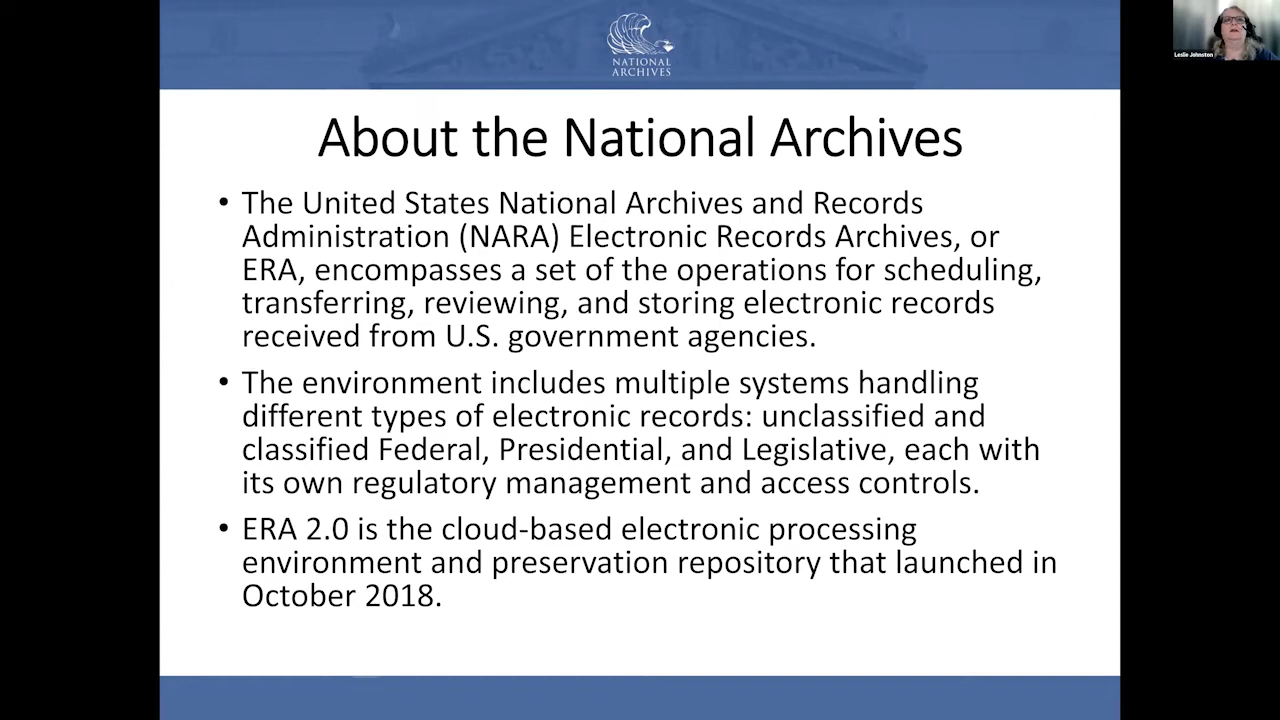 NATIONAL
ARCHIVES
Leslie Johnston
About the National Archives
• The United States National Archives and Records
Administration (NARA) Electronic Records Archives, or
ERA, encompasses a set of the operations for scheduling,
transferring, reviewing, and storing electronic records
received from U.S. government agencies.
• The environment includes multiple systems handling
different types of electronic records: unclassified and
classified Federal, Presidential, and Legislative, each with
its own regulatory management and access controls.
• ERA 2.0 is the cloud-based electronic processing
environment and preservation repository that launched in
October 2018.